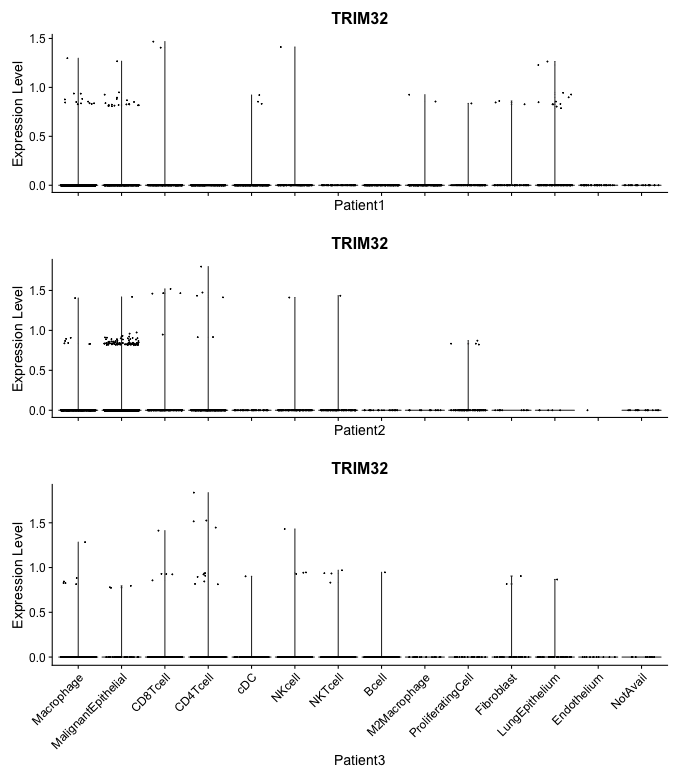 TRIM32
Expression Level
1.5
1.0
0.5
0.0
Patient1
TRIM32
Expression Level
1.5
1.0
0.5
0.0
Patient2
TRIM32
Expression Level
1.5
1.0
0.5
0.0
Macrophage
MalignantEpithelial
CD8Tcell
CD4Tcell
cDC
NKcell
NKTcell
Bcell
M2Macrophage
ProliferatingCell
Fibroblast
LungEpithelium
Endothelium
NotAvail
Patient3